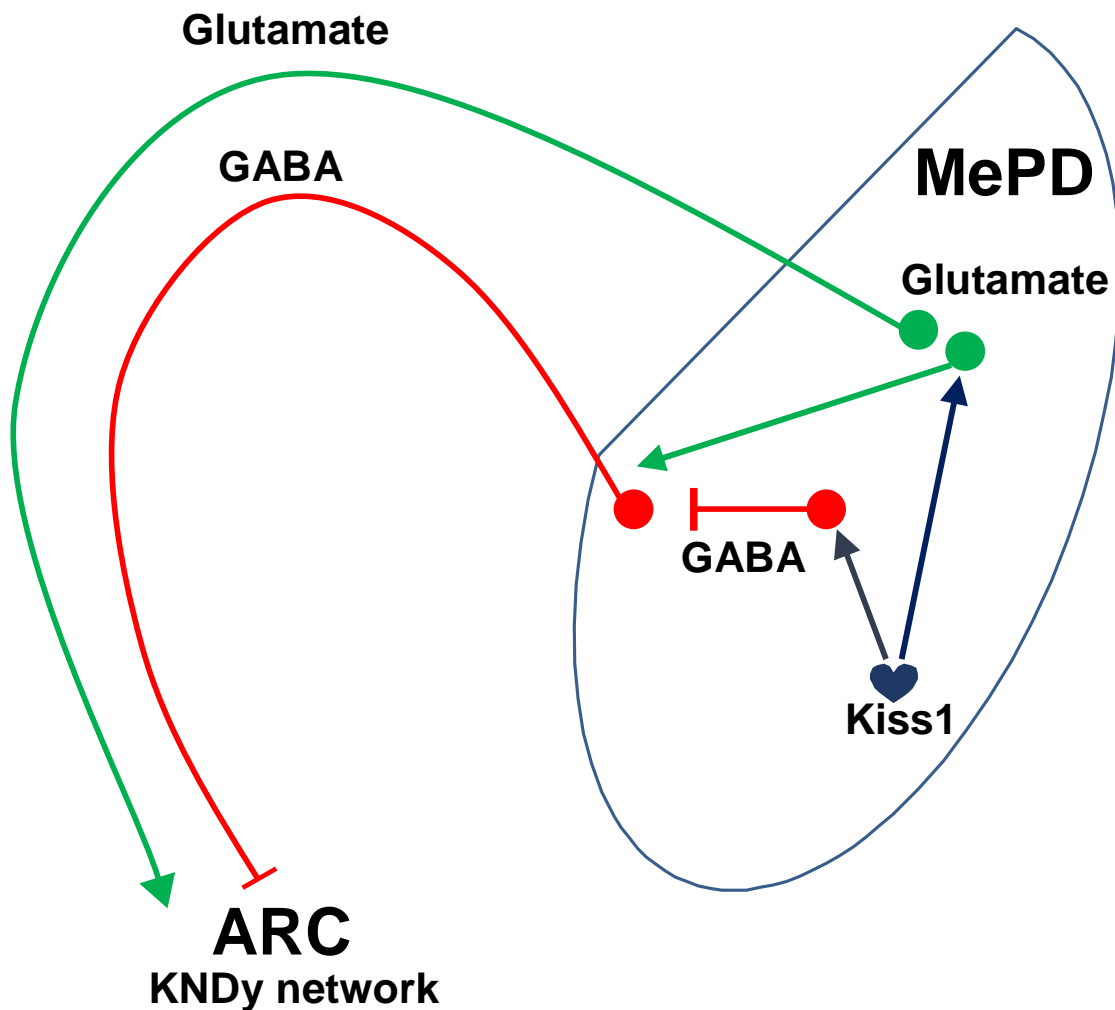 Glutamate
GABA
MePD
Glutamate
GABA
Kiss1
ARC
KNDy network